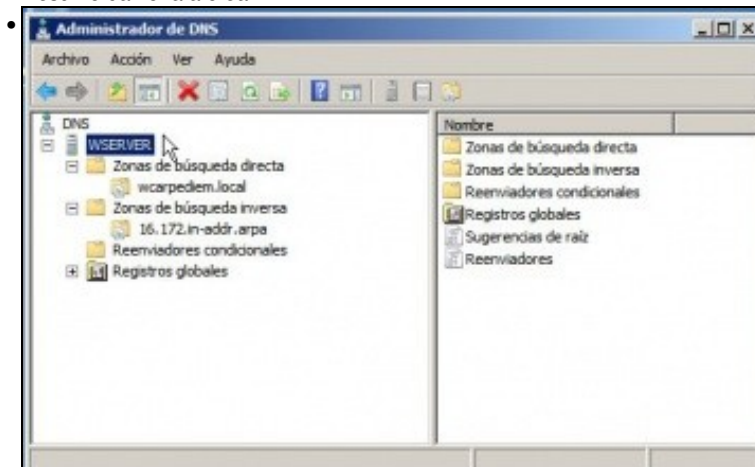 Administrador de DNS
Archivo Acción Ver Ayuda
DNS
WSERVER
Zonas de búsqueda directa
wcarpediem.local
Zonas de búsqueda inversa
16.172.in-addr.arpa
Reenviadores condicionales
Registros globales
Nombre
Zonas de búsqueda directa
Zonas de búsqueda inversa
Reenviadores condicionales
Registros globales
Sugerencias de raíz
Reenviadores